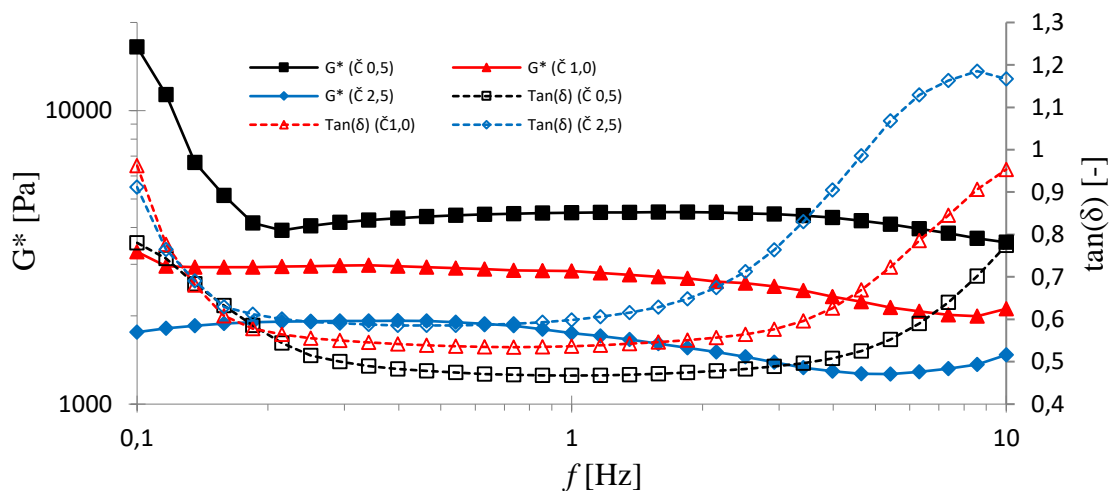 G* [Pa]
10000
1000
G* (Č 0,5)
G* (Č 1,0)
G* (Č 2,5)
Tan(δ) (Č 0,5)
Tan(δ) (Č1,0)
Tan(δ) (Č 2,5)
1,3
1,2
1,1
1
0,9
0,8
0,7
0,6
0,5
0,4
tan(δ) [-]
0,1
1
10
f [Hz]